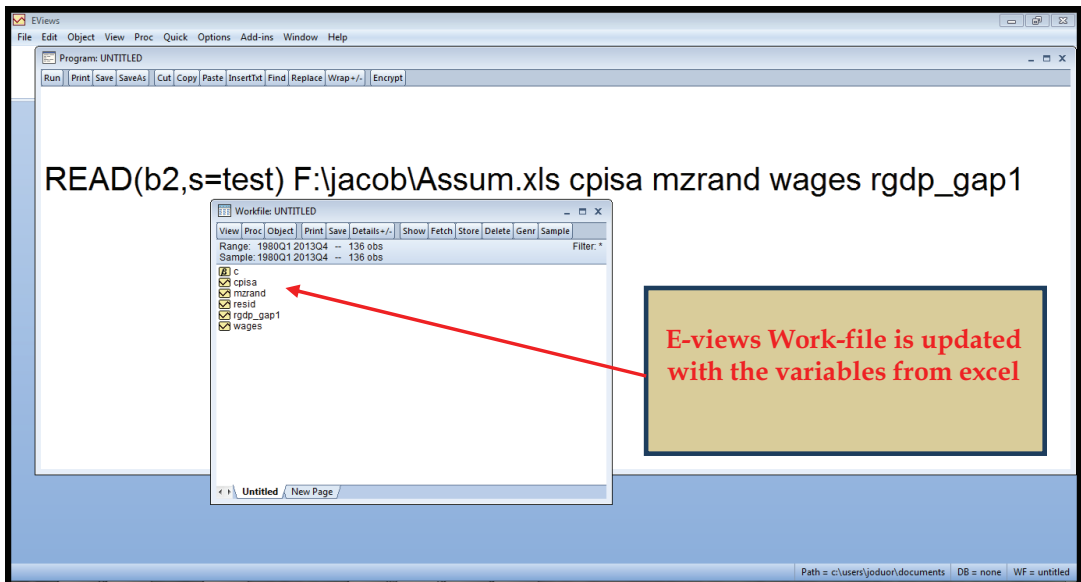 EViews
File Edit Object View Proc Quick Options Add-ins Window Help
Program: UNTITLED
Run Print Save SaveAs Cut Copy Paste InsertTxt Find Replace Wrap+/- Encrypt
READ(b2,s=test) F:\jacob\Assum.xls cpisa mzrand wages rgdp_gap1
Workfile: UNTITLED
View Proc Object Print Save Details+/- Show Fetch Store Delete Genr Sample
Range: 1980Q1 2013Q4 -- 136 obs Filter: *
Sample: 1980Q1 2013Q4 -- 136 obs
β c
cpisa
mzrand
resid
rgdp_gap1
wages
E-views Work-file is updated
with the variables from excel
Untitled New Page
Path = c:\users\joduor\documents DB = none WF = untitled